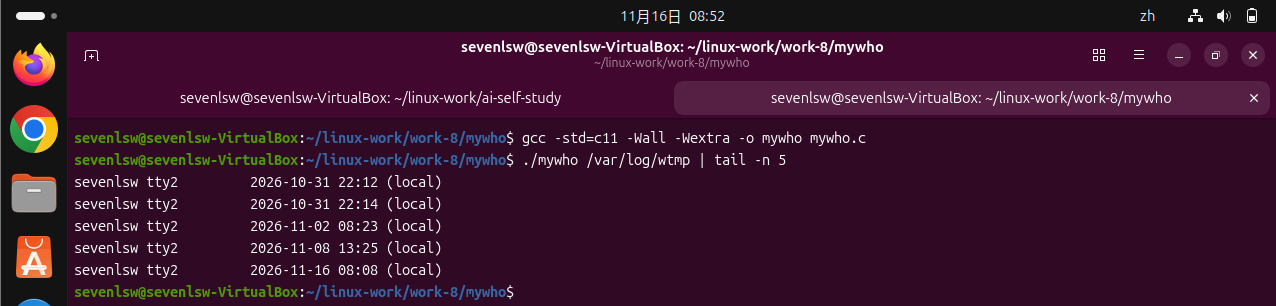 11月16日 08:52
zh
sevenlsw@sevenlsw-VirtualBox: ~/linux-work/work-8/mywho
~/linux-work/work-8/mywho
sevenlsw@sevenlsw-VirtualBox: ~/linux-work/ai-self-study
sevenlsw@sevenlsw-VirtualBox: ~/linux-work/work-8/mywho
sevenlsw@sevenlsw-VirtualBox:~/linux-work/work-8/mywho$ gcc -std=c11 -Wall -Wextra -o mywho mywho.c
sevenlsw@sevenlsw-VirtualBox:~/linux-work/work-8/mywho$ ./mywho /var/log/wtmp | tail -n 5
sevenlsw tty2         2026-10-31 22:12 (local)
sevenlsw tty2         2026-10-31 22:14 (local)
sevenlsw tty2         2026-11-02 08:23 (local)
sevenlsw tty2         2026-11-08 13:25 (local)
sevenlsw tty2         2026-11-16 08:08 (local)
sevenlsw@sevenlsw-VirtualBox:~/linux-work/work-8/mywho$